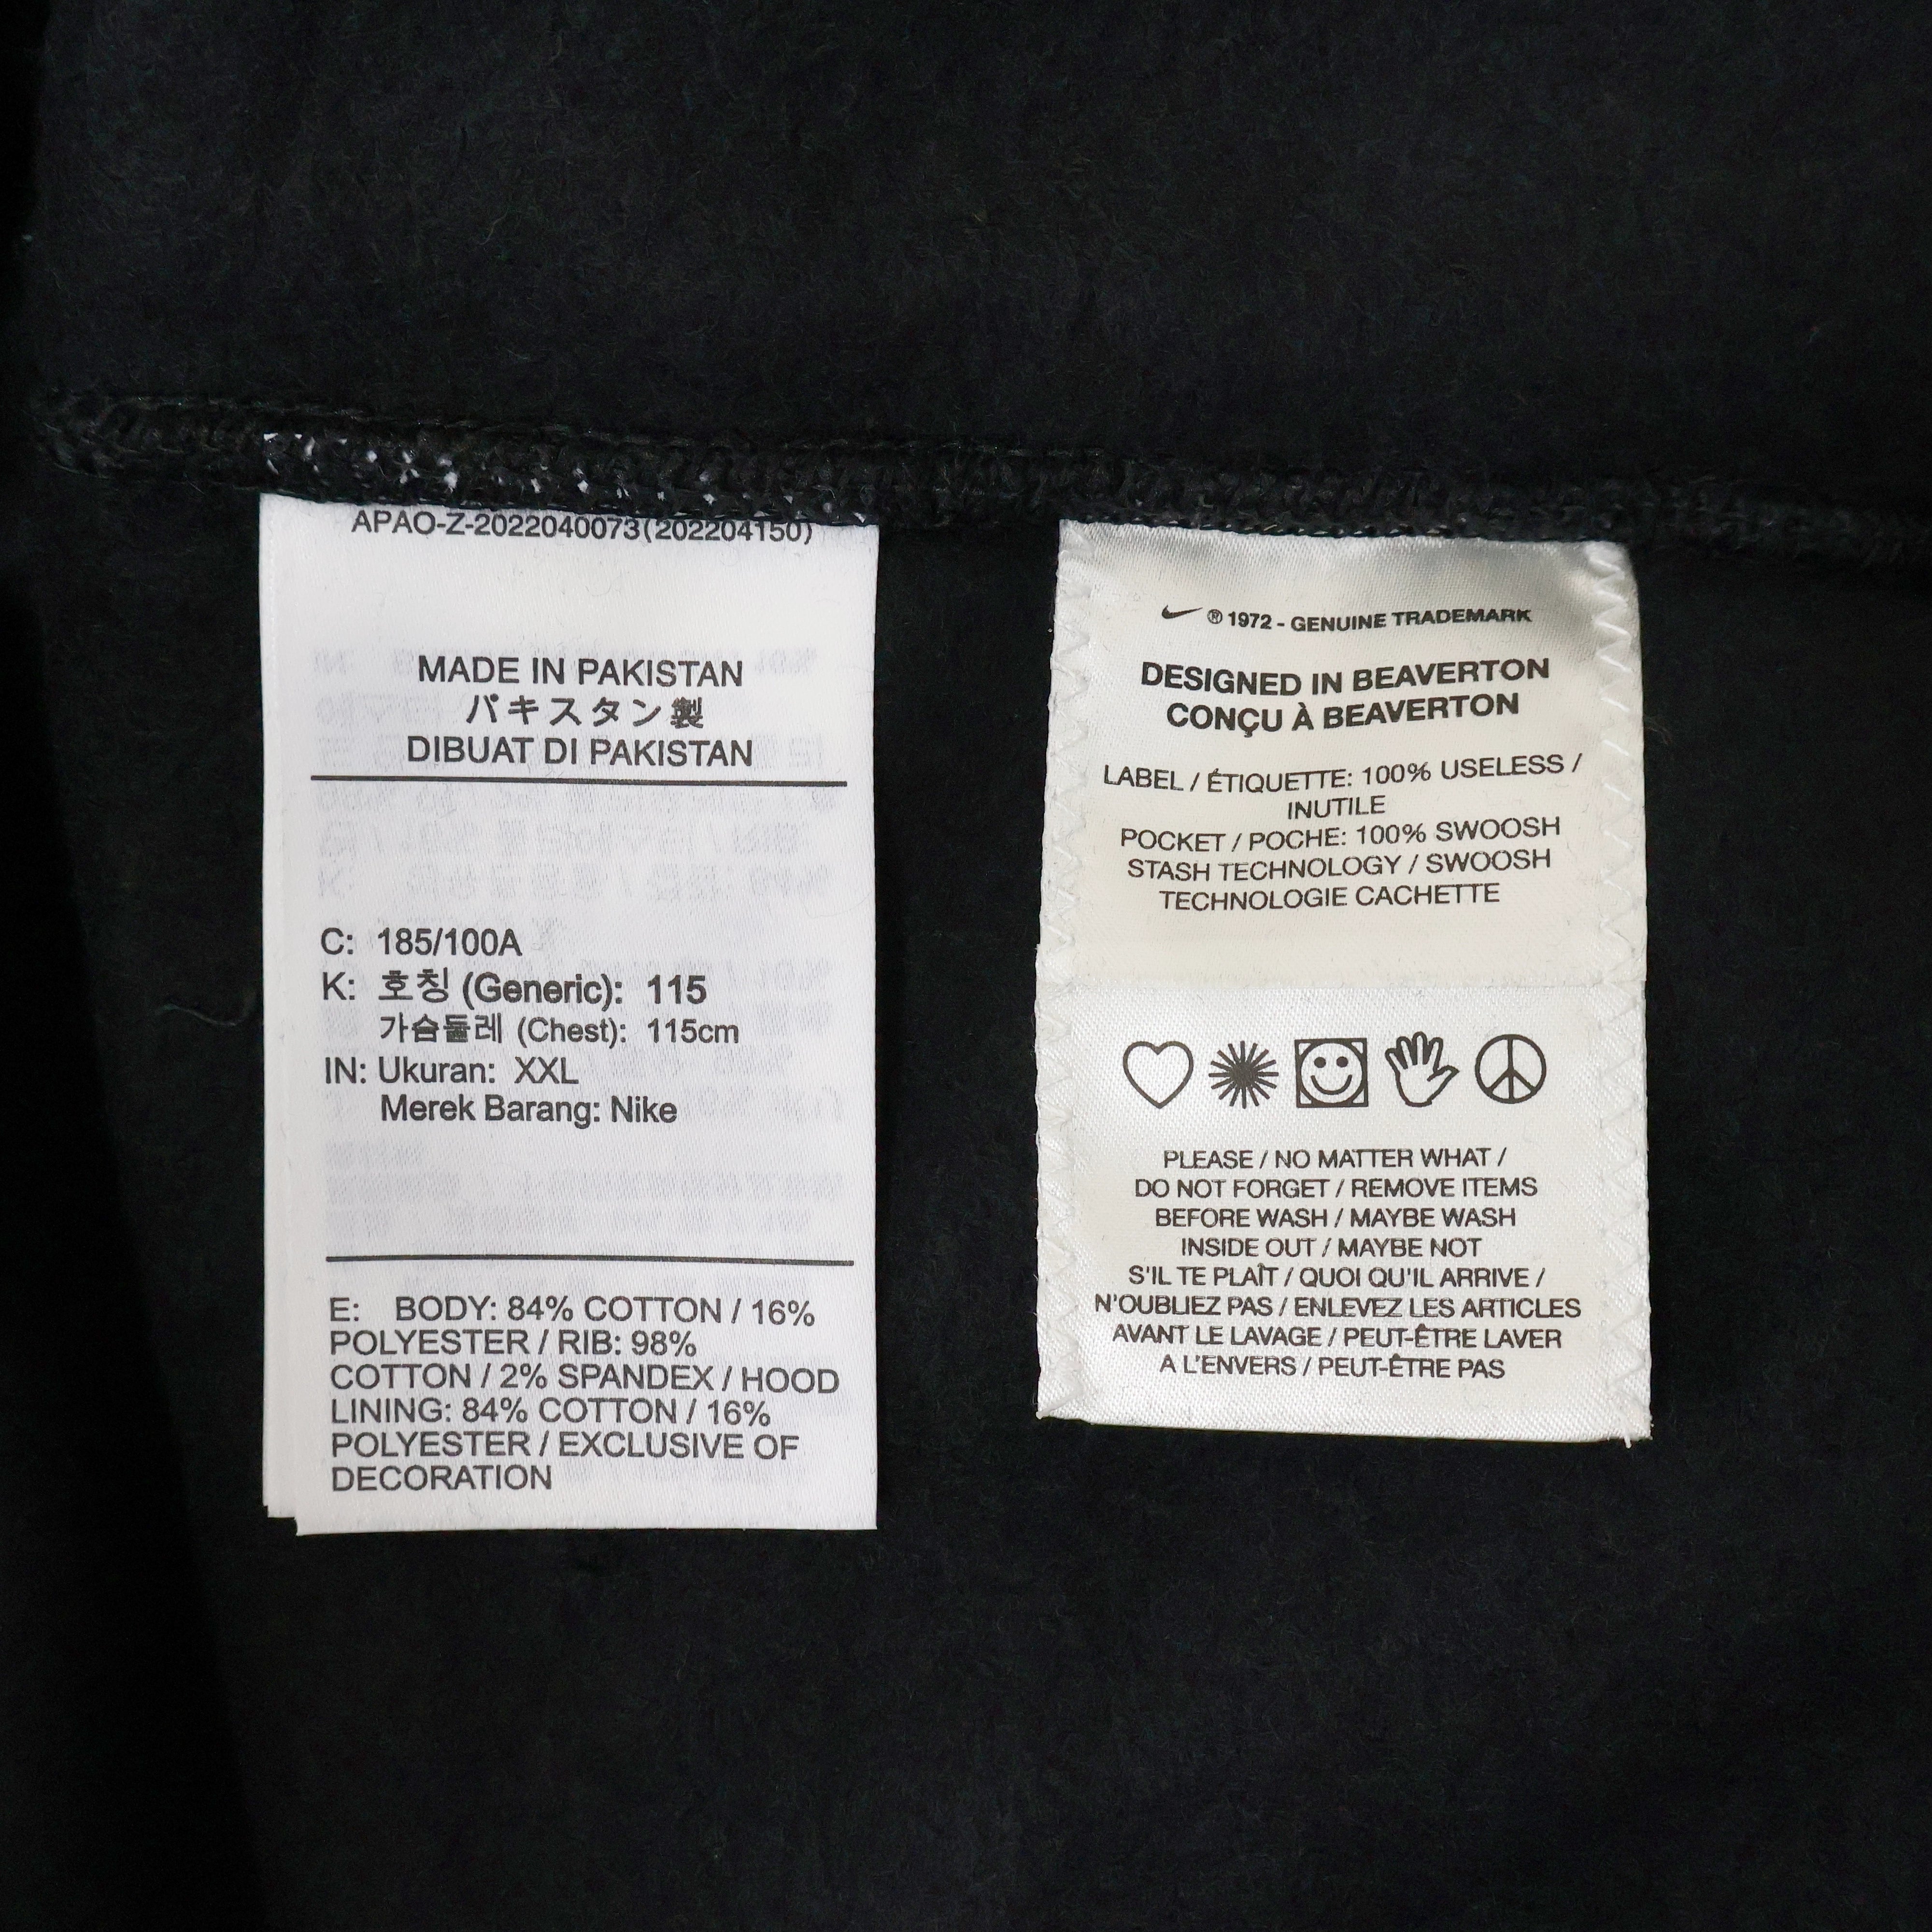 APAO-Z-2022040073(202204150)
MADE IN PAKISTAN
パキスタン製
DIBUAT DI PAKISTAN
C: 185/100A
K: 호칭 (Generic): 115
가슴둘레 (Chest): 115cm
IN: Ukuran: XXL
Merek Barang: Nike
E: BODY: 84% COTTON / 16%
POLYESTER / RIB: 98%
COTTON / 2% SPANDEX / HOOD
LINING: 84% COTTON / 16%
POLYESTER / EXCLUSIVE OF
DECORATION
® 1972 - GENUINE TRADEMARK
DESIGNED IN BEAVERTON
CONÇU À BEAVERTON
LABEL / ÉTIQUETTE: 100% USELESS /
INUTILE
POCKET / POCHE: 100% SWOOSH
STASH TECHNOLOGY / SWOOSH
TECHNOLOGIE CACHETTE
PLEASE / NO MATTER WHAT /
DO NOT FORGET / REMOVE ITEMS
BEFORE WASH / MAYBE WASH
INSIDE OUT / MAYBE NOT
S'IL TE PLAÎT / QUOI QU'IL ARRIVE /
N'OUBLIEZ PAS / ENLEVEZ LES ARTICLES
AVANT LE LAVAGE / PEUT-ÊTRE LAVER
A L'ENVERS / PEUT-ÊTRE PAS